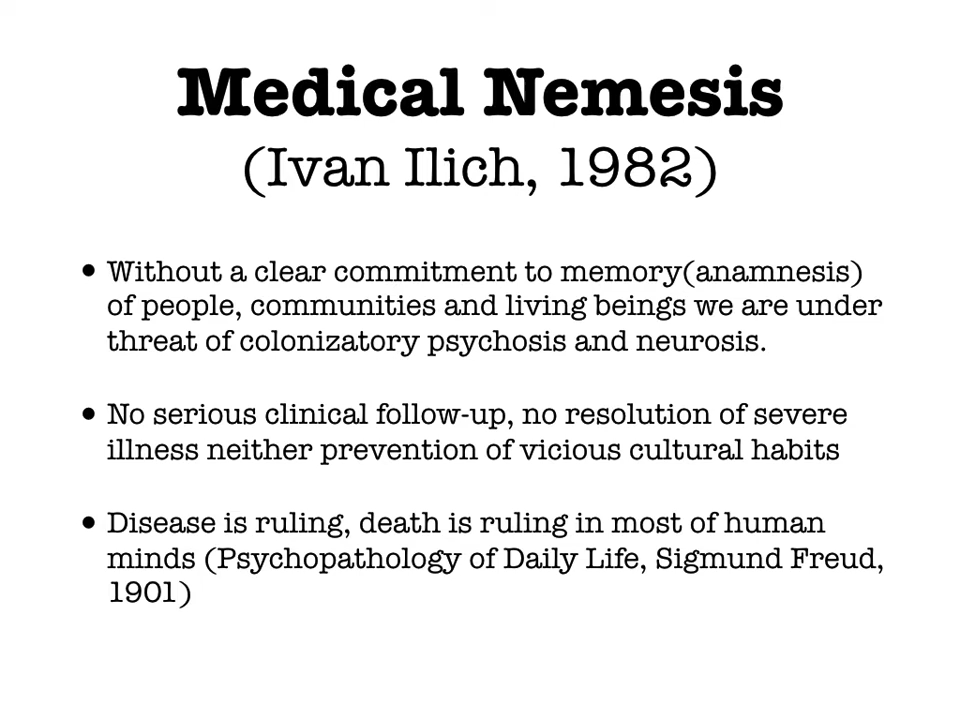 Medical Nemesis
(Ivan Ilich, 1982)
• Without a clear commitment to memory(anamnesis)
of people, communities and living beings we are under
threat of colonizatory psychosis and neurosis.
• No serious clinical follow-up, no resolution of severe
illness neither prevention of vicious cultural habits
• Disease is ruling, death is ruling in most of human
minds (Psychopathology of Daily Life, Sigmund Freud,
1901)